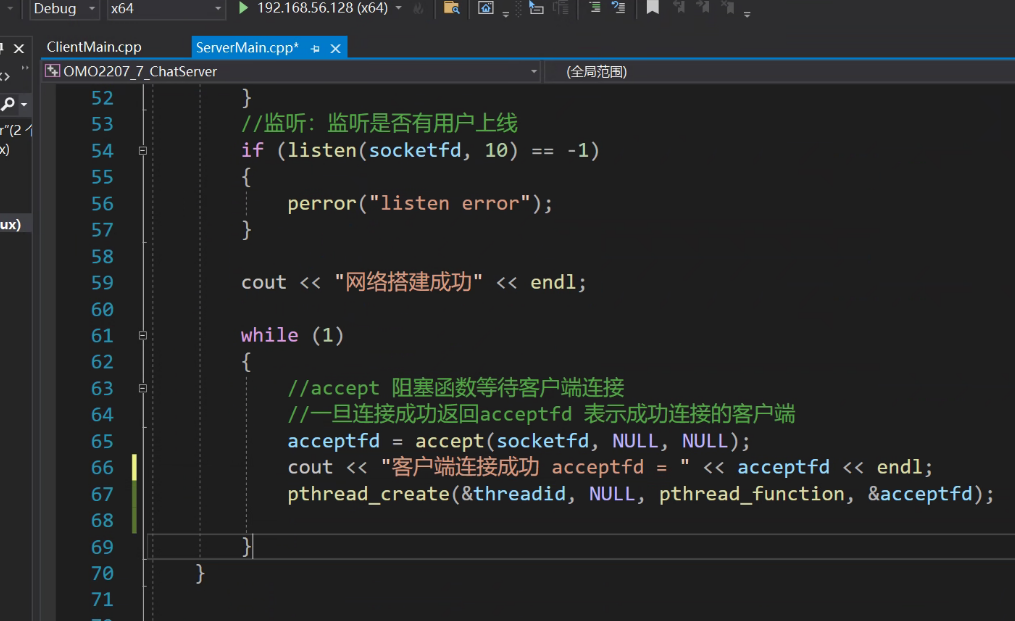 Debug x64 192.168.56.128 (x64)
ClientMain.cpp ServerMain.cpp*
OMO2207_7_ChatServer (全局范围)
52 }
53 //监听：监听是否有用户上线
54 if (listen(socketfd, 10) == -1)
55 {
56 perror("listen error");
57 }
58
59 cout << "网络搭建成功" << endl;
60
61 while (1)
62 {
63 //accept 阻塞函数等待客户端连接
64 //一旦连接成功返回acceptfd 表示成功连接的客户端
65 acceptfd = accept(socketfd, NULL, NULL);
66 cout << "客户端连接成功 acceptfd = " << acceptfd << endl;
67 pthread_create(&threadid, NULL, pthread_function, &acceptfd);
68
69 }
70 }
71